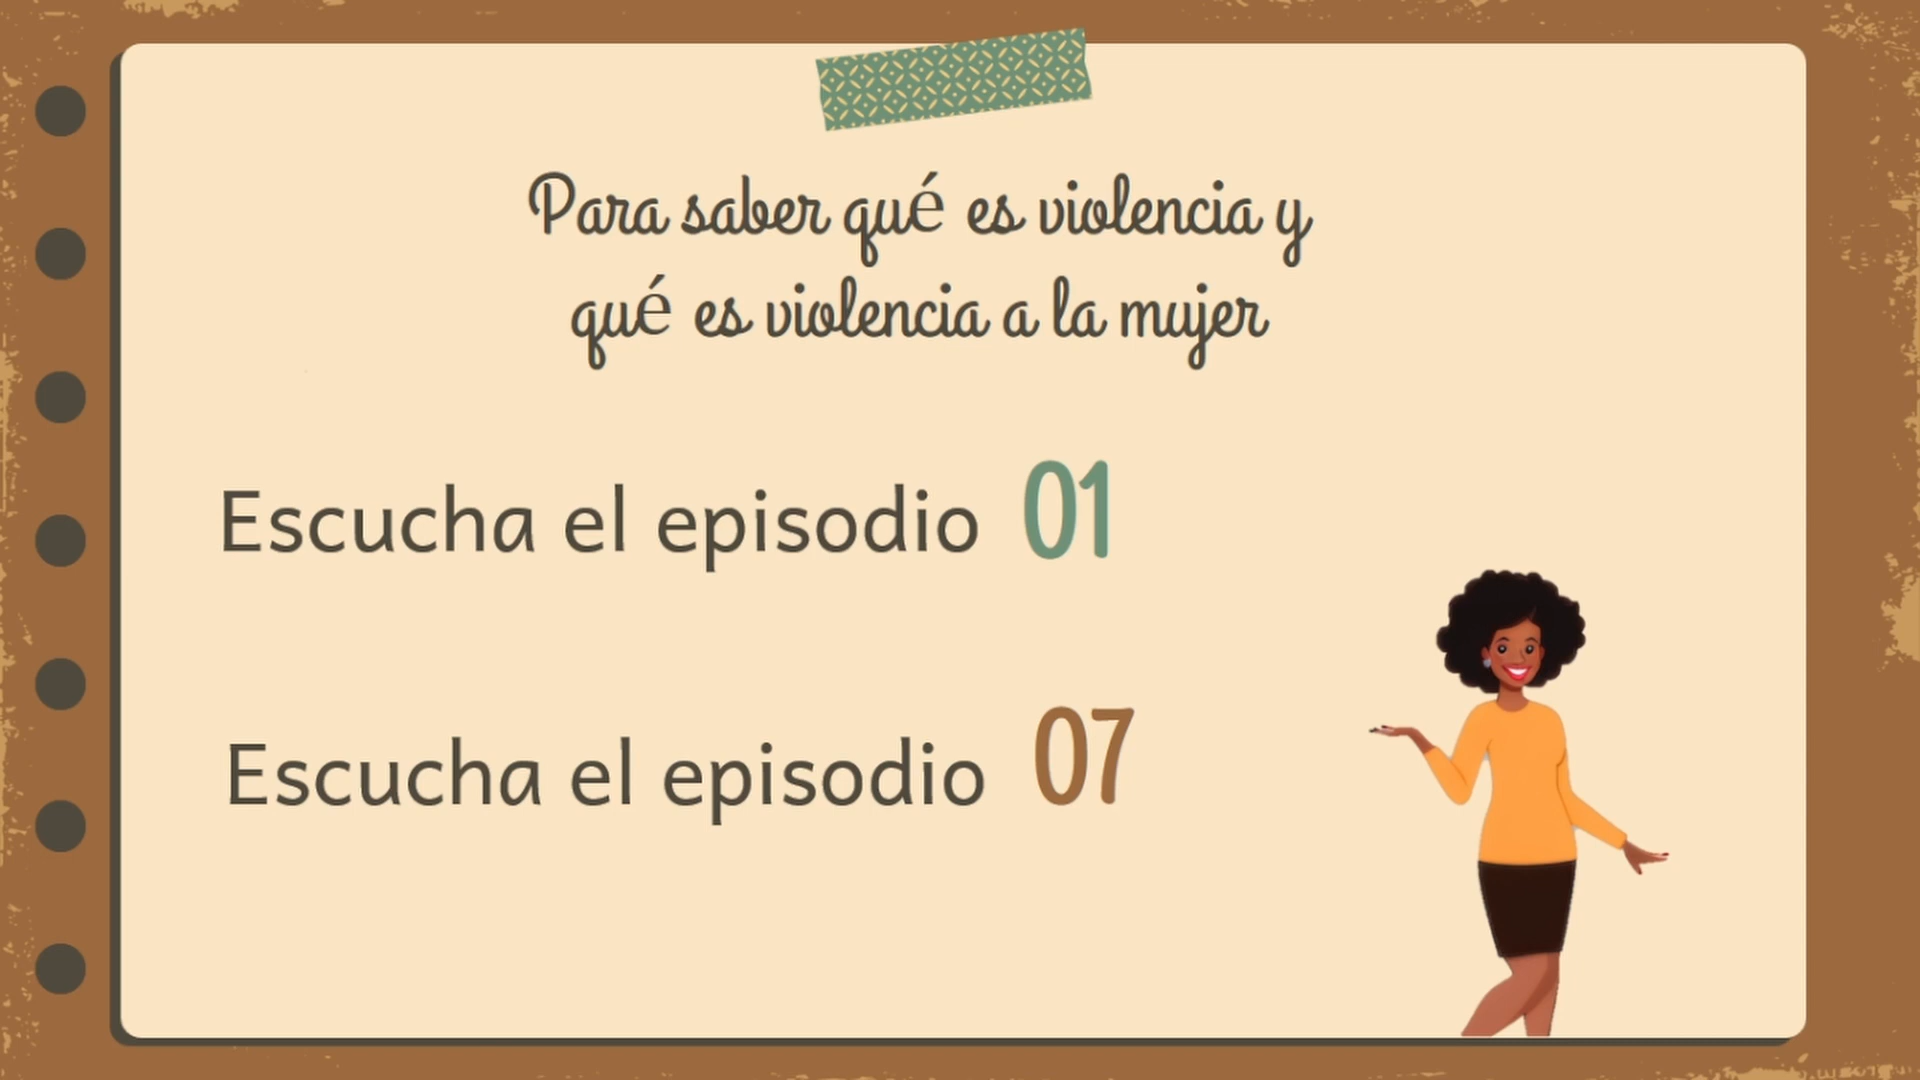 Para saber qué es violencia y
qué es violencia a la mujer
Escucha el episodio 01
Escucha el episodio 07